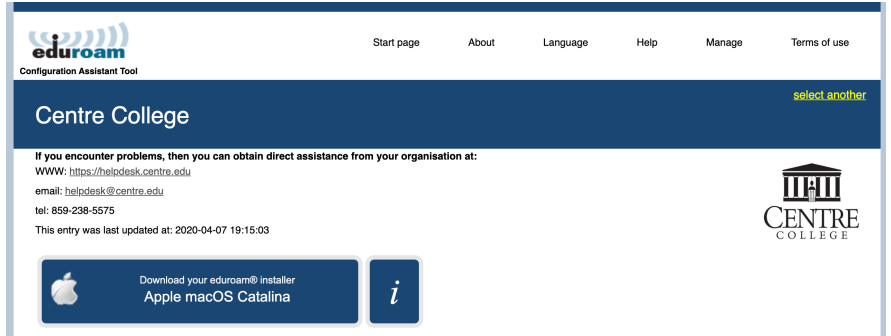 eduroam
Configuration Assistant Tool
Start page About Language Help Manage Terms of use
select another
Centre College
If you encounter problems, then you can obtain direct assistance from your organisation at:
WWW: https://helpdesk.centre.edu
email: helpdesk@centre.edu
tel: 859-238-5575
This entry was last updated at: 2020-04-07 19:15:03
CENTRE
COLLEGE
Download your eduroam® installer
Apple macOS Catalina
i